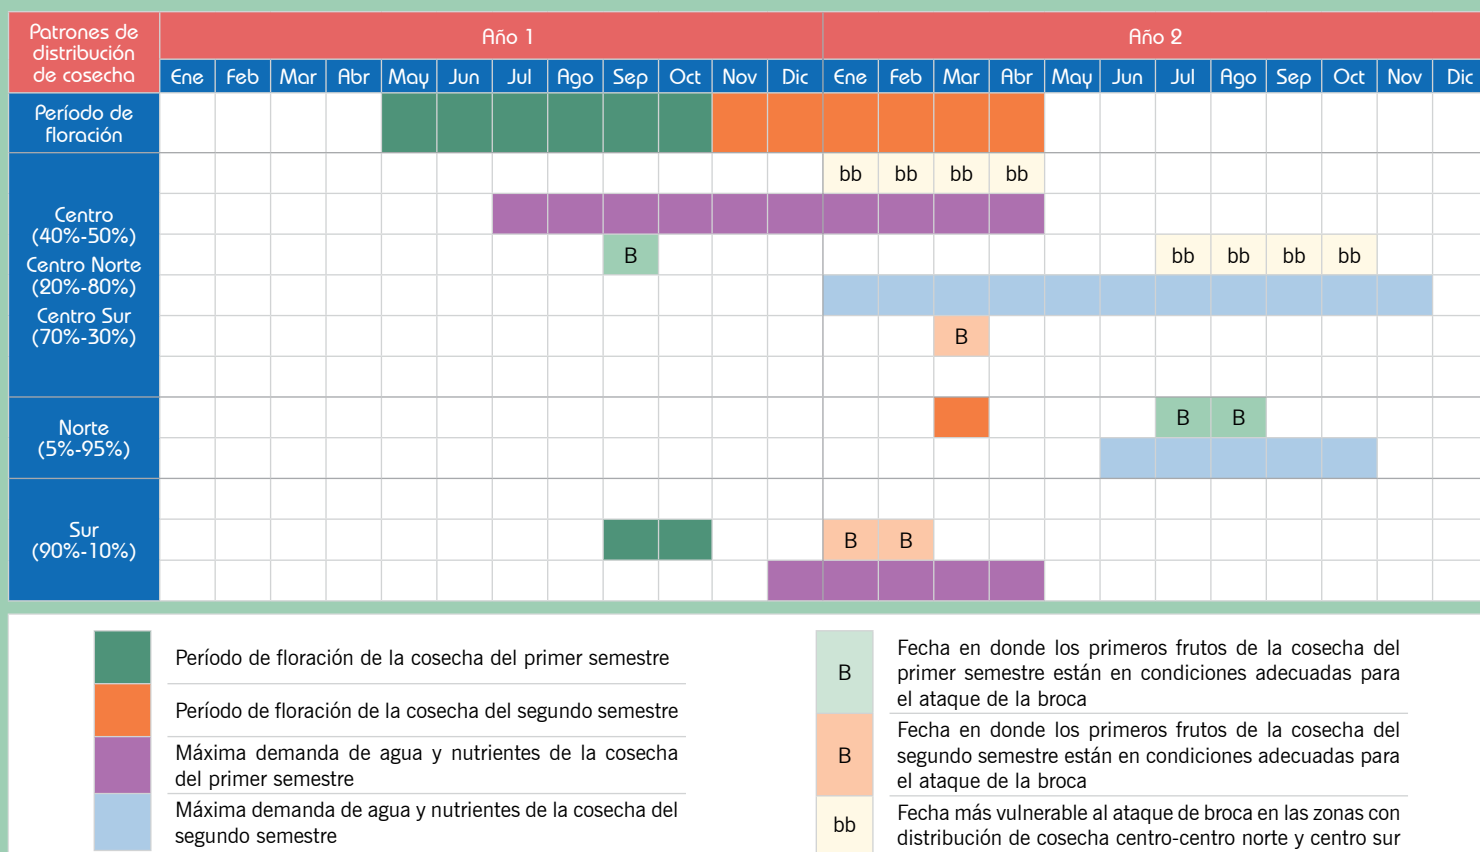 Patrones de
distribución
de cosecha
Año 1
Año 2
Ene Feb Mar Abr May Jun Jul Ago Sep Oct Nov Dic Ene Feb Mar Abr May Jun Jul Ago Sep Oct Nov Dic
Período de
floración
bb bb bb bb
Centro
(40%-50%)
B bb bb bb bb
Centro Norte
(20%-80%)
Centro Sur
(70%-30%)
B
Norte
(5%-95%)
B B
Sur
(90%-10%)
B B
Período de floración de la cosecha del primer semestre
Período de floración de la cosecha del segundo semestre
Máxima demanda de agua y nutrientes de la cosecha
del primer semestre
Máxima demanda de agua y nutrientes de la cosecha del
segundo semestre
B
Fecha en donde los primeros frutos de la cosecha del
primer semestre están en condiciones adecuadas para
el ataque de la broca
B
Fecha en donde los primeros frutos de la cosecha del
segundo semestre están en condiciones adecuadas para
el ataque de la broca
bb
Fecha más vulnerable al ataque de broca en las zonas con
distribución de cosecha centro-centro norte y centro sur